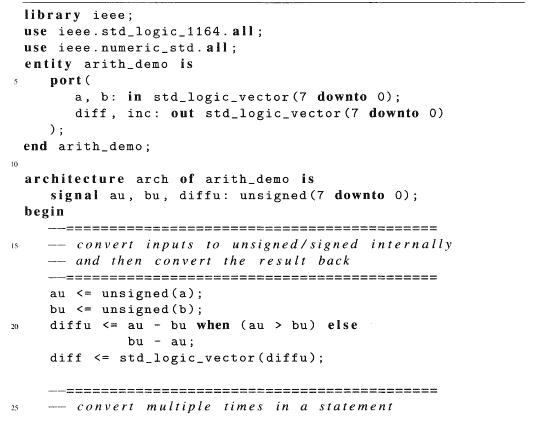 library ieee;
use ieee.std_logic_1164.all;
use ieee.numeric_std.all;
entity arith_demo is
5 port(
a, b: in std_logic_vector(7 downto 0);
diff, inc: out std_logic_vector(7 downto 0)
);
end arith_demo;
10
architecture arch of arith_demo is
signal au, bu, diffu: unsigned(7 downto 0);
begin
--===========================================
15 -- convert inputs to unsigned/signed internally
-- and then convert the result back
--===========================================
au <= unsigned(a);
bu <= unsigned(b);
20 diffu <= au - bu when (au > bu) else
bu - au;
diff <= std_logic_vector(diffu);
--===========================================
25 -- convert multiple times in a statement